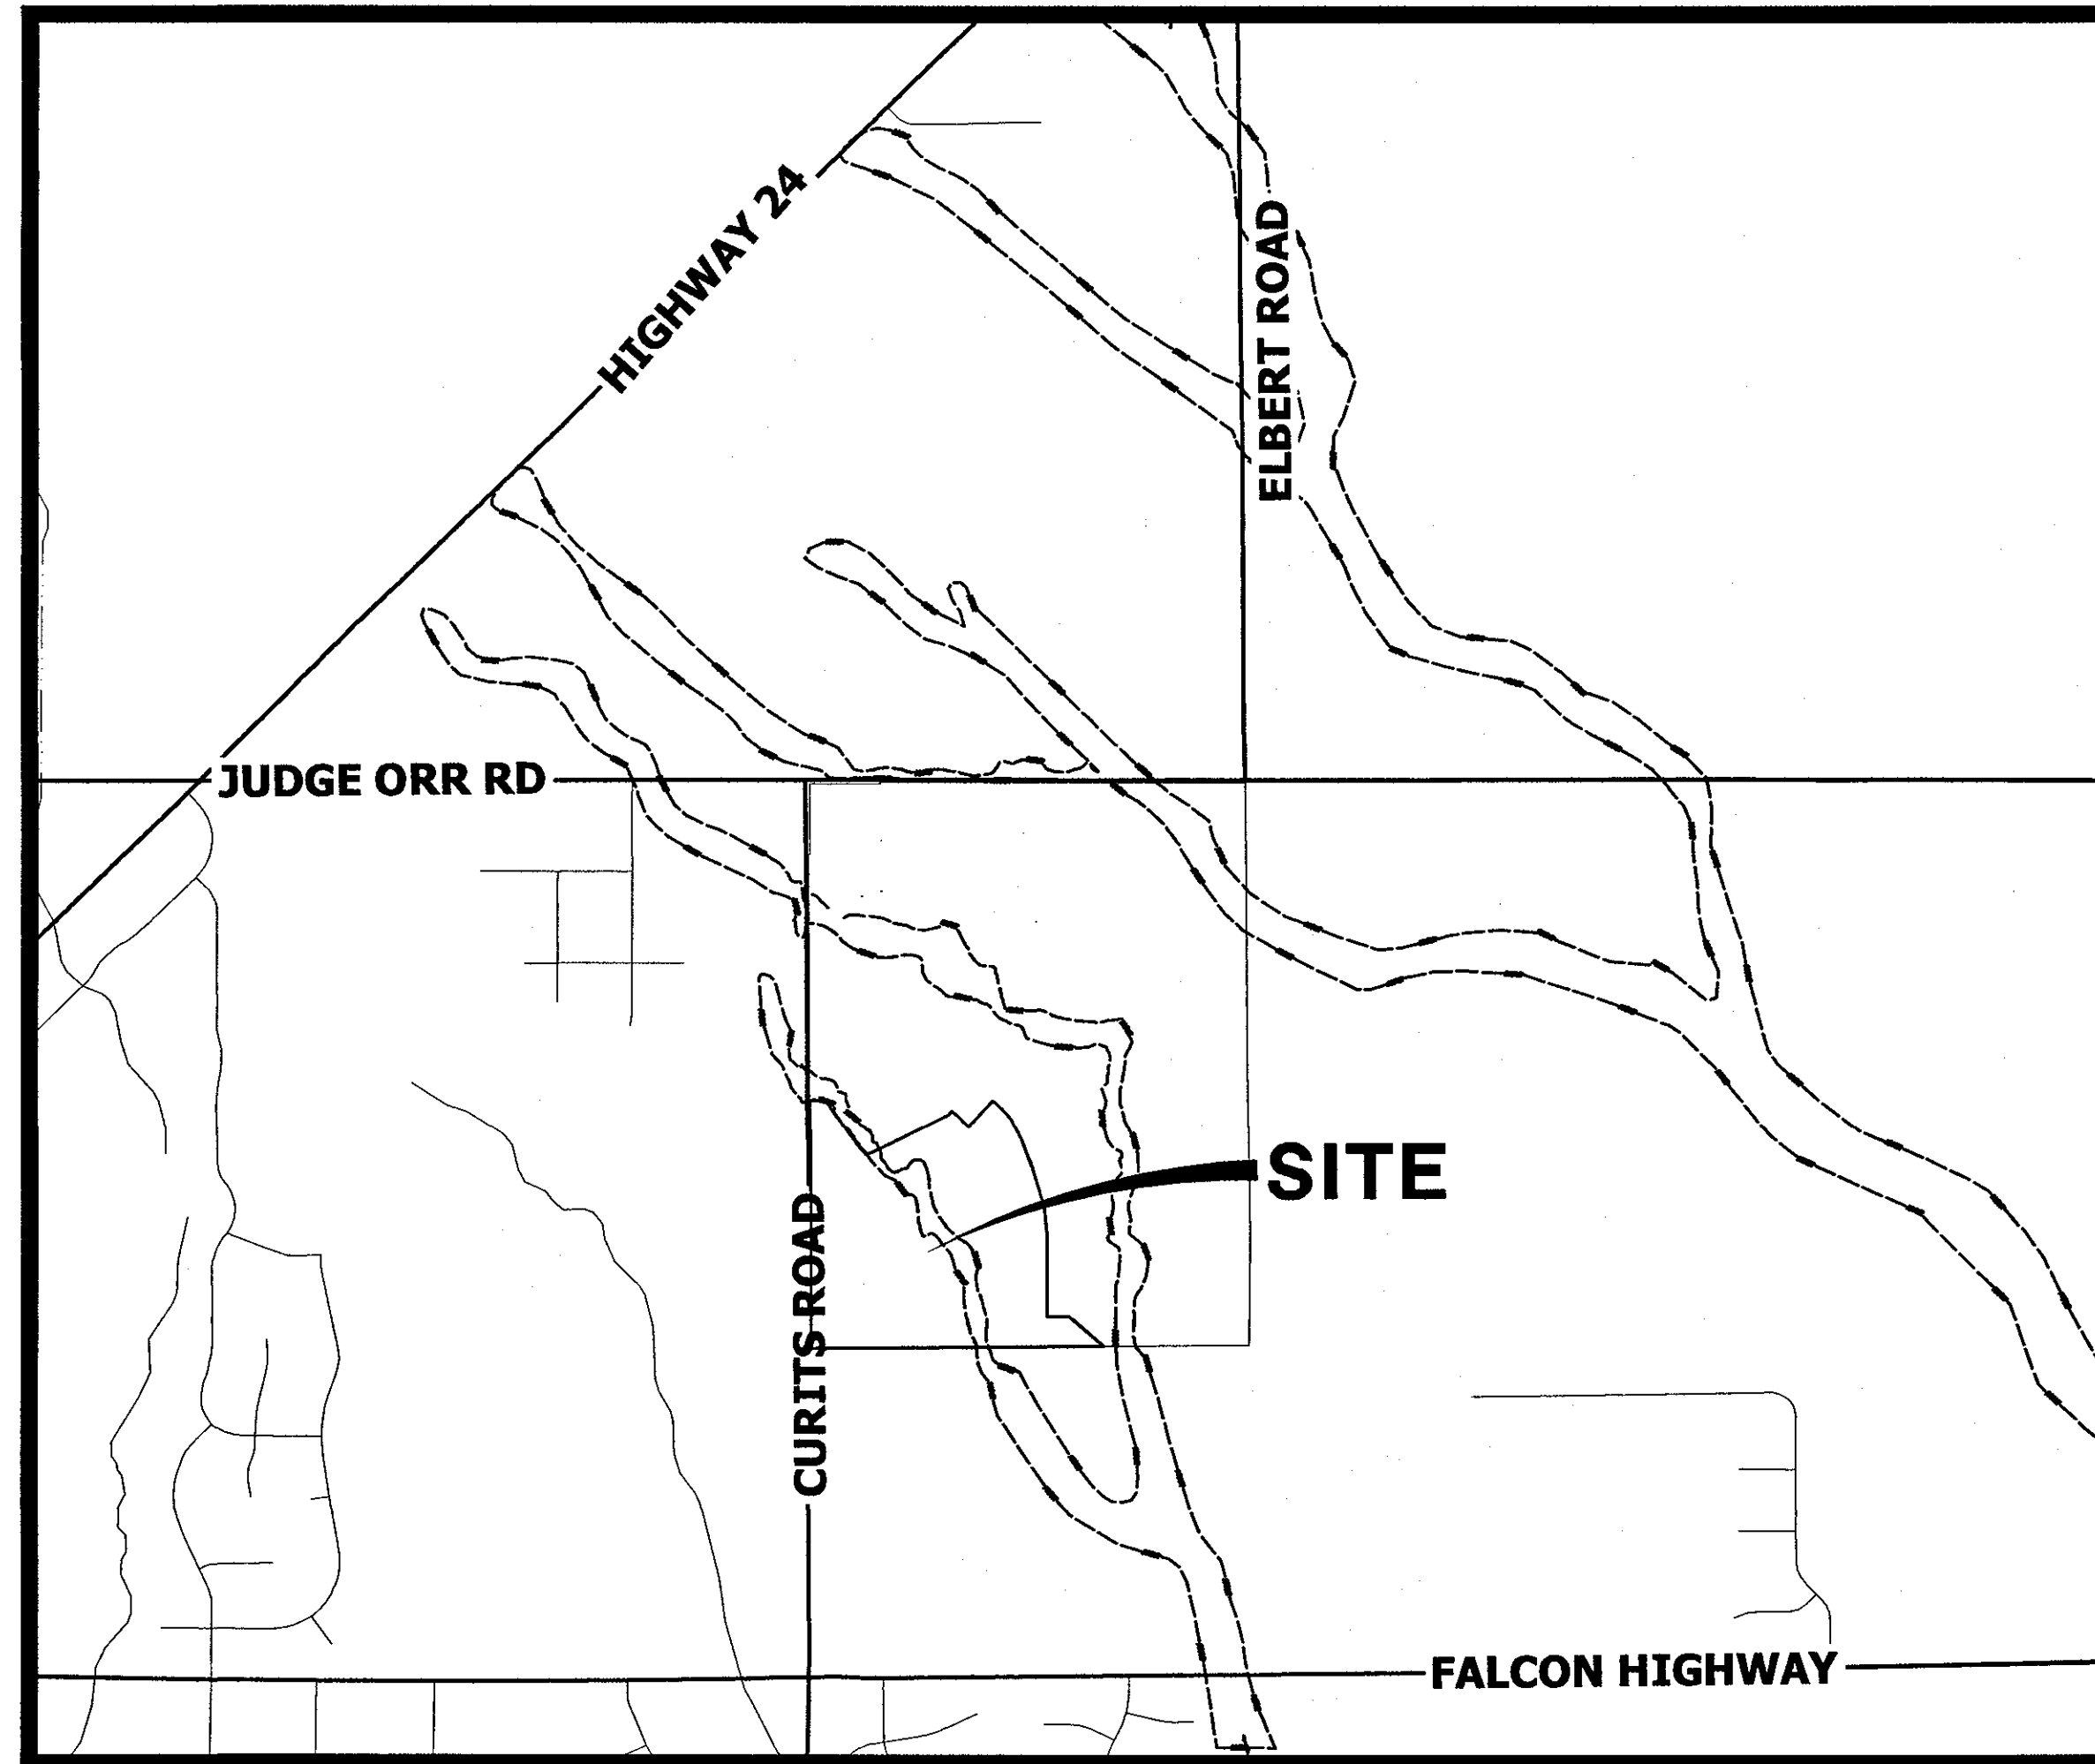 HIGHWAY 24
ELBERT ROAD
JUDGE ORR RD
SITE
CURITS ROAD
FALCON HIGHWAY